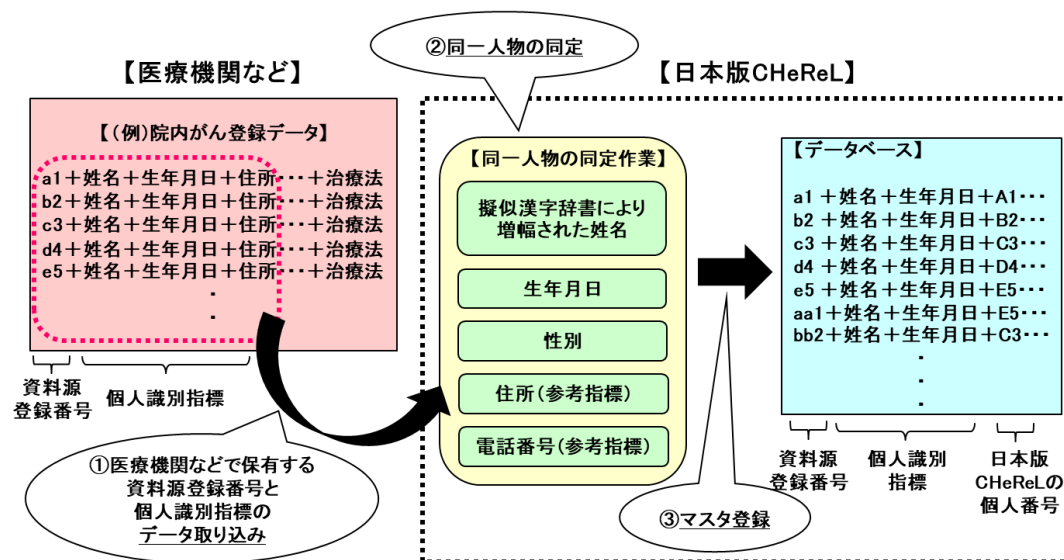 ②同一人物の同定
【医療機関など】
【日本版CHeReL】
【(例)院内がん登録データ】
a1+姓名+生年月日+住所･･･+治療法
b2+姓名+生年月日+住所･･･+治療法
c3+姓名+生年月日+住所･･･+治療法
d4+姓名+生年月日+住所･･･+治療法
e5+姓名+生年月日+住所･･･+治療法
・
・
資料源
登録番号
個人識別指標
①医療機関などで保有する
資料源登録番号と
個人識別指標の
データ取り込み
【同一人物の同定作業】
擬似漢字辞書により
増幅された姓名
生年月日
性別
住所(参考指標)
電話番号(参考指標)
③マスタ登録
【データベース】
a1 +姓名+生年月日+A1･･･
b2 +姓名+生年月日+B2･･･
c3 +姓名+生年月日+C3･･･
d4 +姓名+生年月日+D4･･･
e5 +姓名+生年月日+E5･･･
aa1+姓名+生年月日+E5･･･
bb2+姓名+生年月日+C3･･･
・
・
・
資料源
登録番号
個人識別
指標
日本版
CHeReLの
個人番号